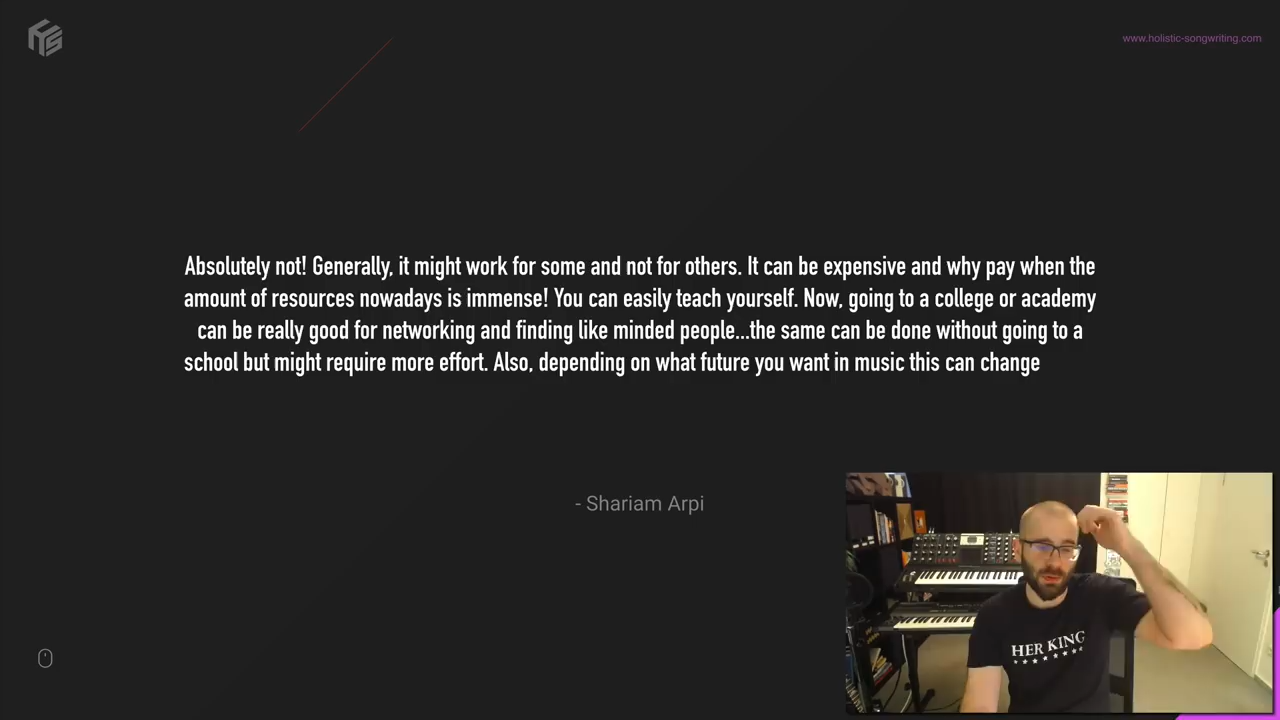 www.holistic-songwriting.com
Absolutely not! Generally, it might work for some and not for others. It can be expensive and why pay when the
amount of resources nowadays is immense! You can easily teach yourself. Now, going to a college or academy
can be really good for networking and finding like minded people...the same can be done without going to a
school but might require more effort. Also, depending on what future you want in music this can change
- Shariam Arpi
HER KING